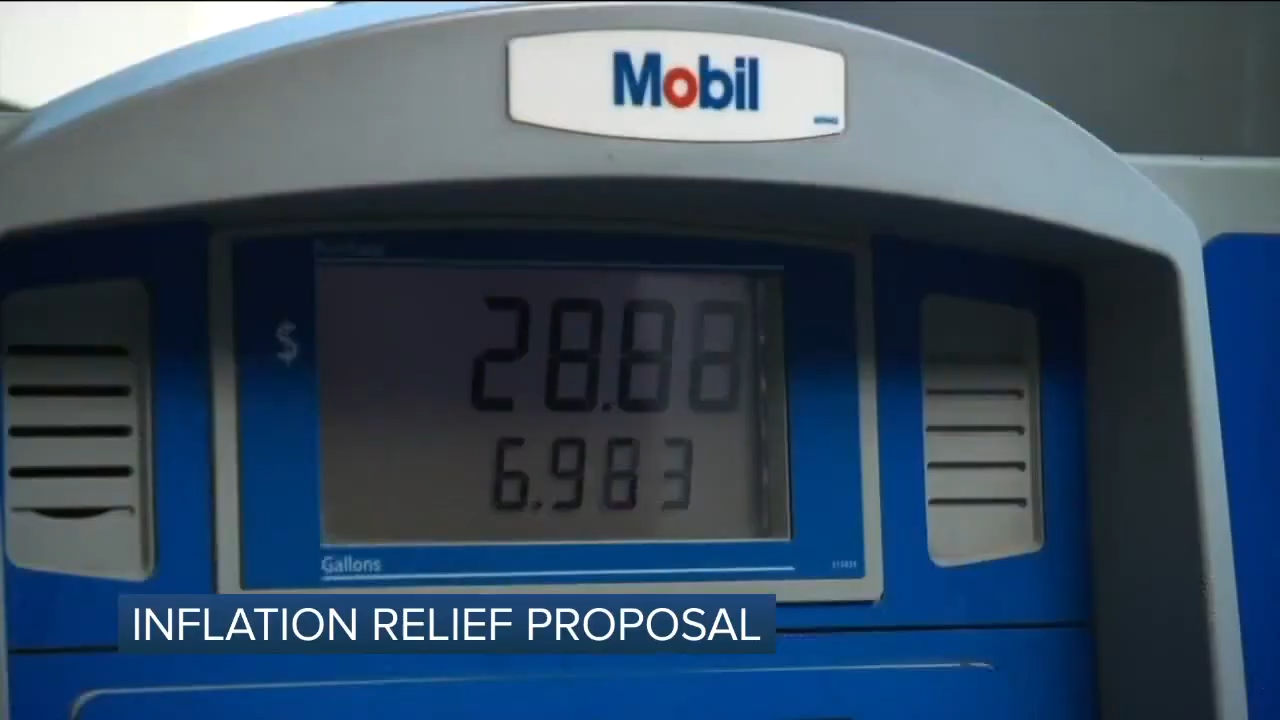 Mobil
$ 28.88
6.983
Gallons
INFLATION RELIEF PROPOSAL